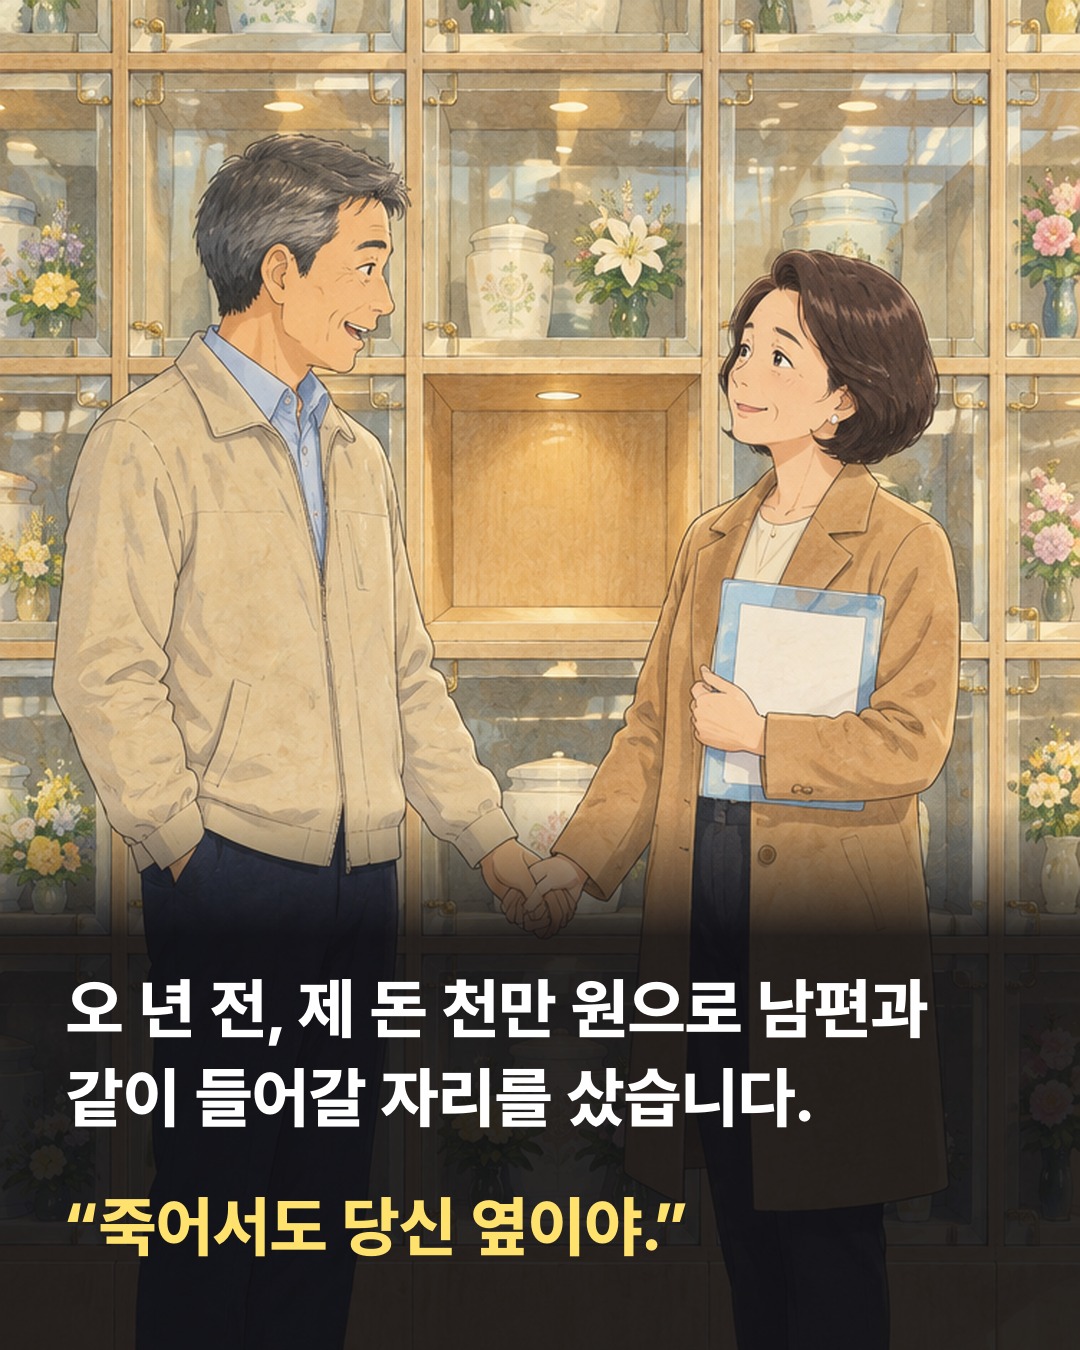 오 년 전, 제 돈 천만 원으로 남편과
같이 들어갈 자리를 샀습니다.
“죽어서도 당신 옆이야.”